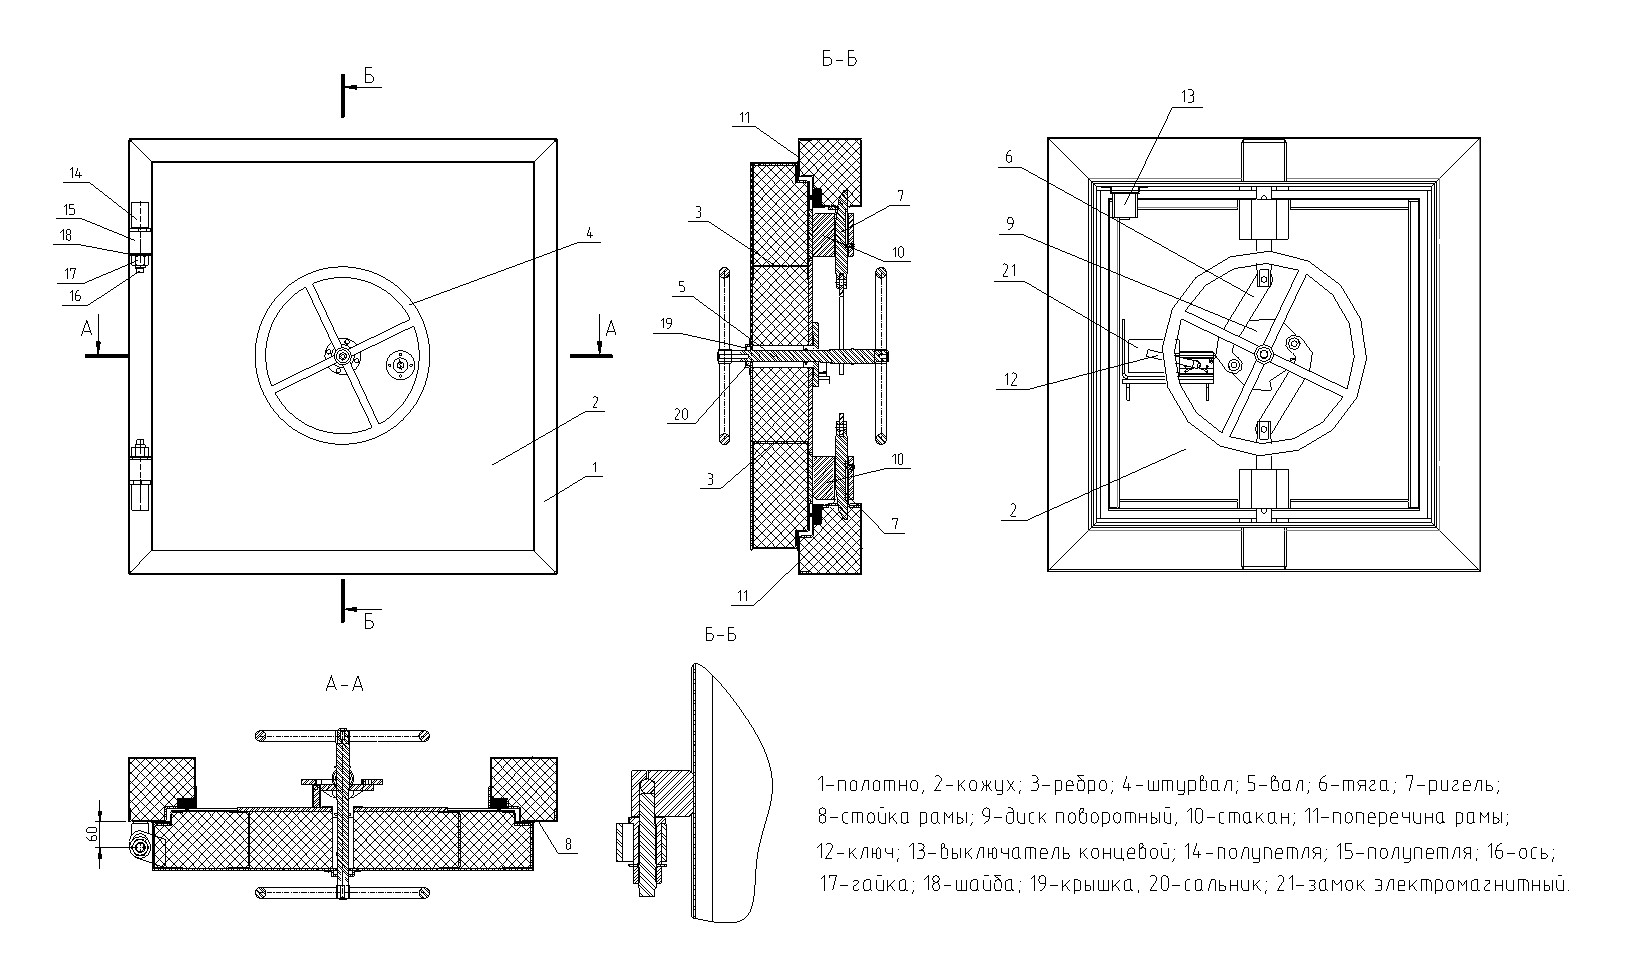 Б
Б-Б
13
11
14
6
3
7
15
9
18
4
10
21
17
5
16
19
А
А
12
20
2
1
3
10
2
7
11
Б
Б-Б
А-А
60
8
1-полотно, 2-кожух; 3-ребро; 4-штурвал; 5-вал; 6-тяга; 7-ригель;
8-стойка рамы; 9-диск поворотный, 10-стакан; 11-поперечина рамы;
12-ключ; 13-выключатель концевой; 14-полупетля; 15-полупетля; 16-ось;
17-гайка; 18-шайба; 19-крышка, 20-сальник; 21-замок электромагнитный.